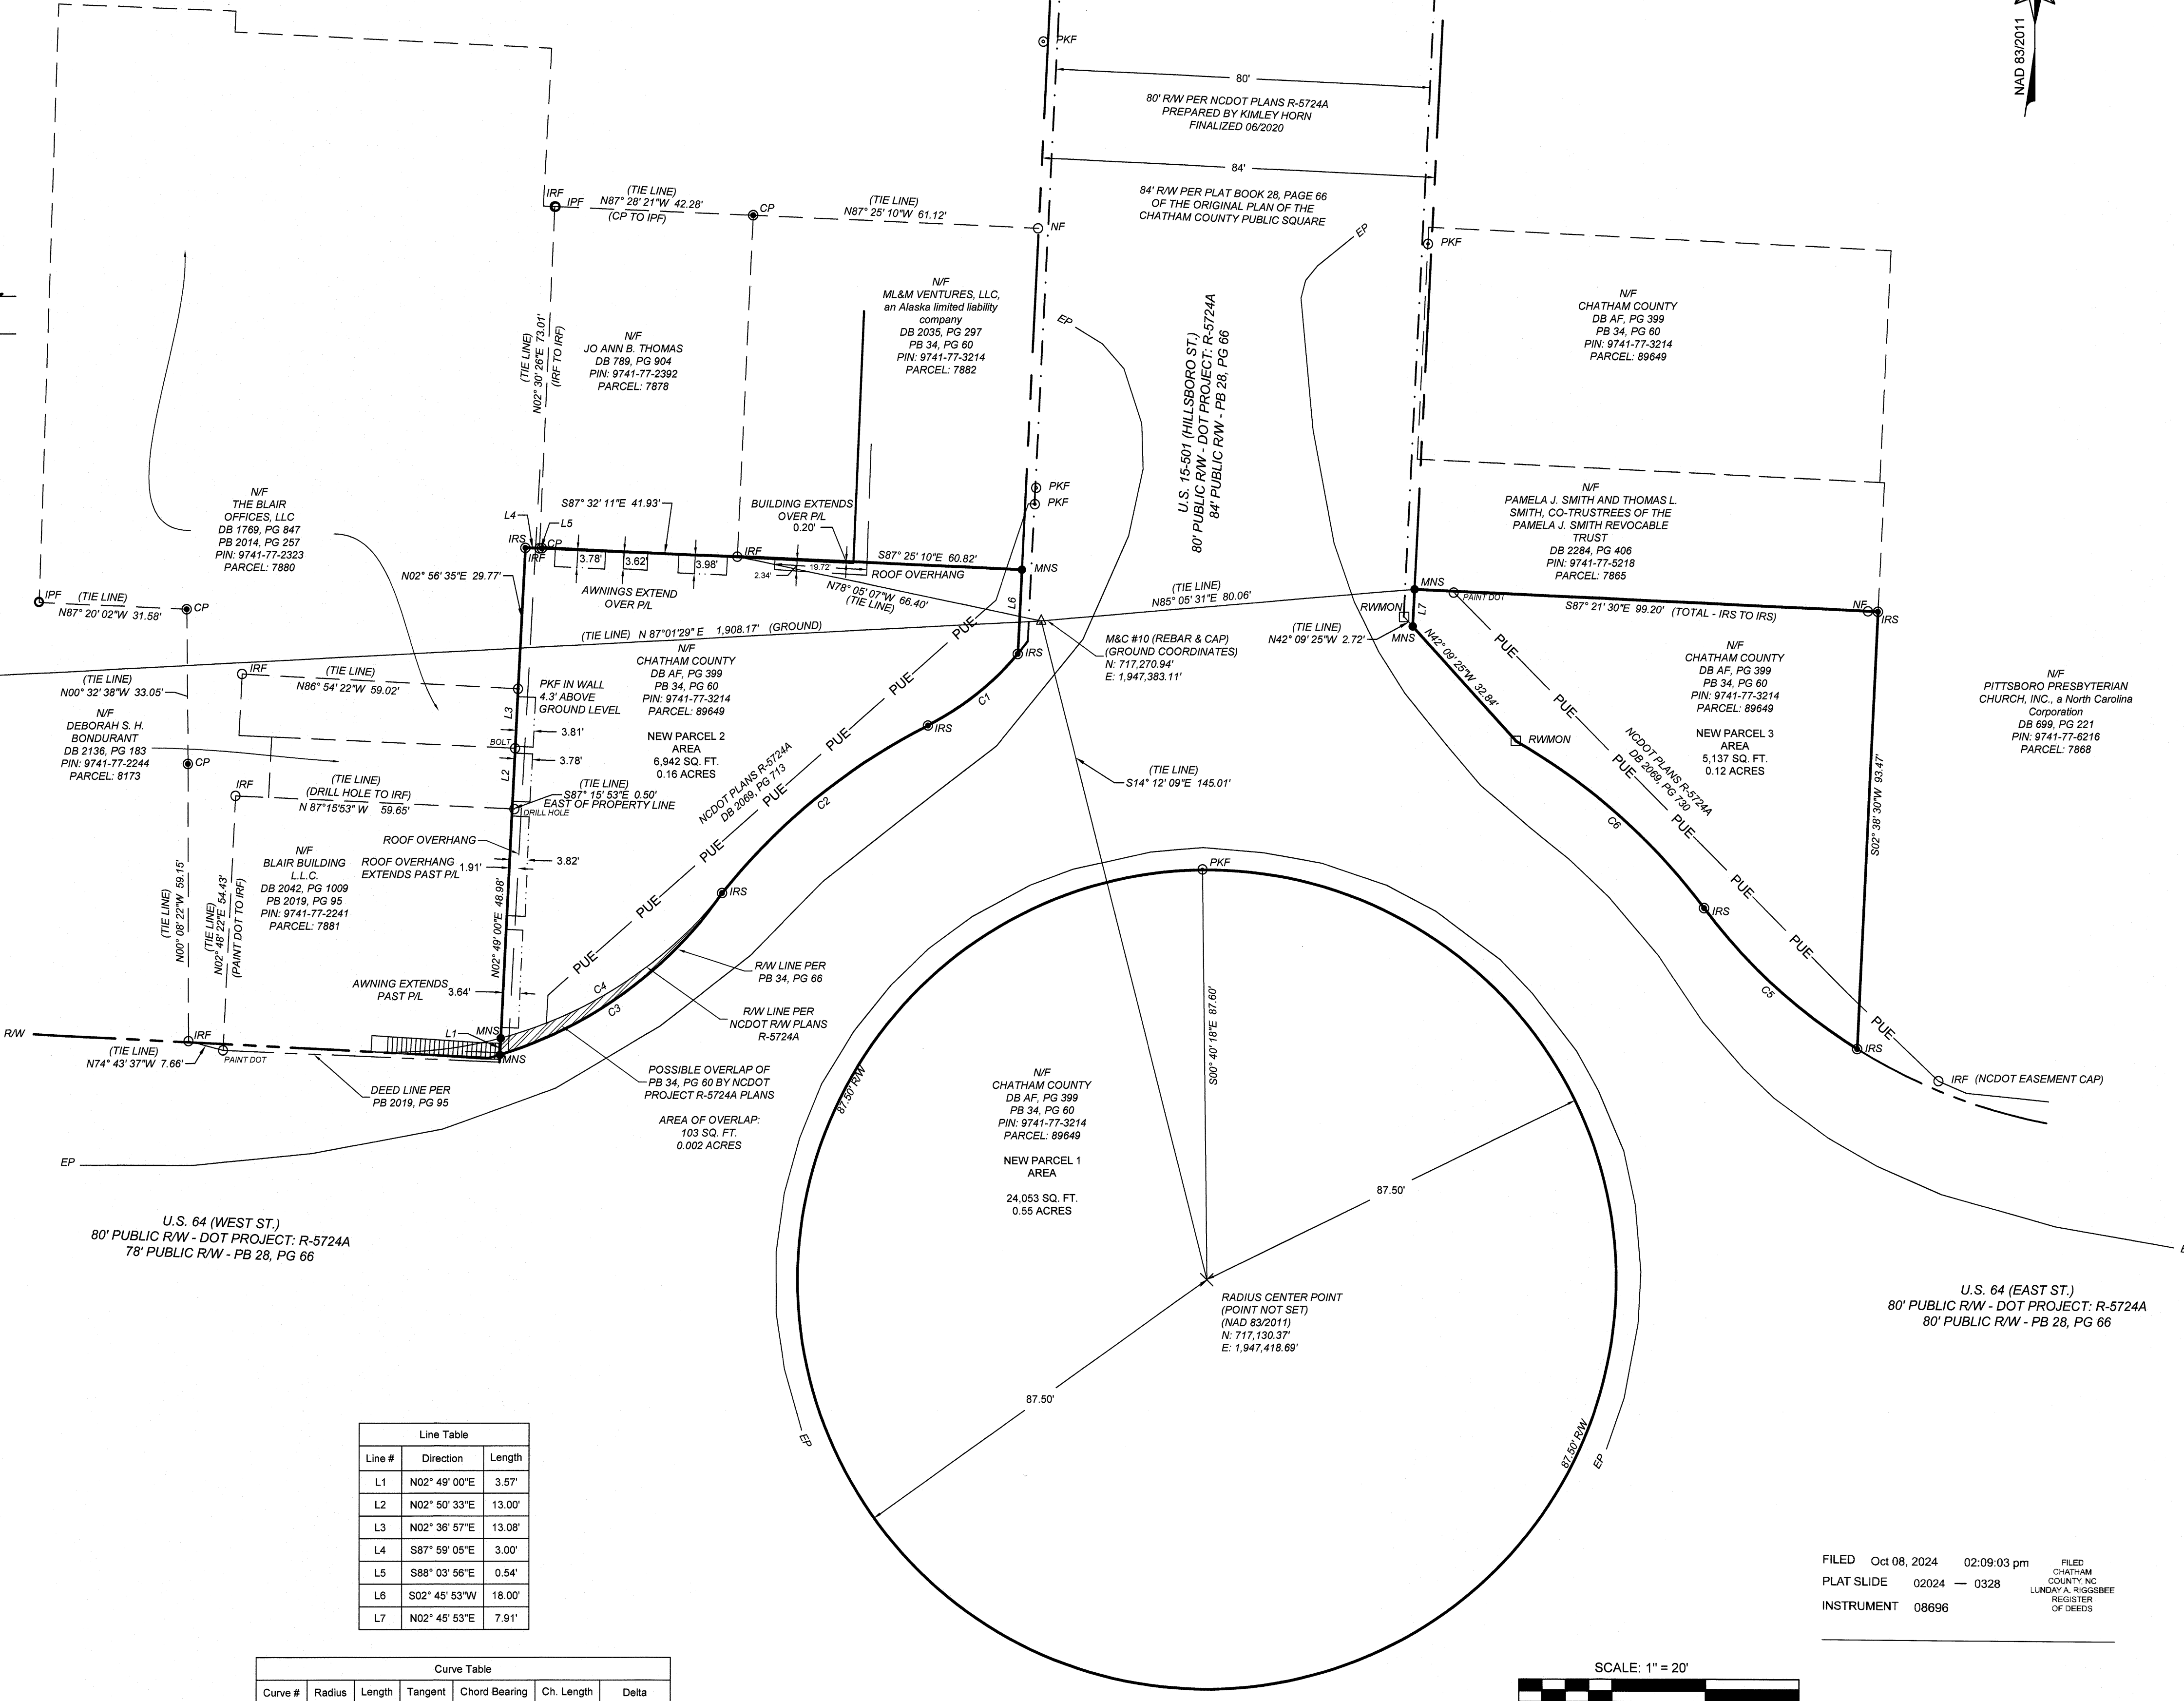 NAD 83/2011
PKF
80'
80' R/W PER NCDOT PLANS R-5724A
PREPARED BY KIMLEY HORN
FINALIZED 06/2020
84'
84' R/W PER PLAT BOOK 28, PAGE 66
OF THE ORIGINAL PLAN OF THE
CHATHAM COUNTY PUBLIC SQUARE
IRF
IPF
(TIE LINE)
N87° 28' 21"W 42.28'
(CP TO IPF)
CP
(TIE LINE)
N87° 25' 10"W 61.12'
NF
EP
PKF
EP
(TIE LINE)
N02° 30' 26"E 73.01'
(IRF TO IRF)
N/F
JO ANN B. THOMAS
DB 789, PG 904
PIN: 9741-77-2392
PARCEL: 7878
N/F
ML&M VENTURES, LLC,
an Alaska limited liability
company
DB 2035, PG 297
PB 34, PG 60
PIN: 9741-77-3214
PARCEL: 7882
U.S. 15-501 (HILLSBORO ST.)
80' PUBLIC R/W - DOT PROJECT: R-5724A
84' PUBLIC R/W - PB 28, PG 66
N/F
CHATHAM COUNTY
DB AF, PG 399
PB 34, PG 60
PIN: 9741-77-3214
PARCEL: 89649
N/F
THE BLAIR
OFFICES, LLC
DB 1769, PG 847
PB 2014, PG 257
PIN: 9741-77-2323
PARCEL: 7880
L4
L5
IRS
IRF
CP
S87° 32' 11"E 41.93'
BUILDING EXTENDS
OVER P/L
0.20'
PKF
PKF
3.78'
3.62'
3.98'
IRF
2.34'
19.72'
S87° 25' 10"E 60.82'
ROOF OVERHANG
MNS
AWNINGS EXTEND
OVER P/L
N78° 05' 07"W 66.40'
(TIE LINE)
L6
N02° 56' 35"E 29.77'
N/F
PAMELA J. SMITH AND THOMAS L.
SMITH, CO-TRUSTEES OF THE
PAMELA J. SMITH REVOCABLE
TRUST
DB 2284, PG 406
PIN: 9741-77-5218
PARCEL: 7865
(TIE LINE)
N85° 05' 31"E 80.06'
MNS
PAINT DOT
S87° 21' 30"E 99.20' (TOTAL - IRS TO IRS)
NF
IRS
RWMON
L7
MNS
N42° 09' 25"W 2.72'
(TIE LINE)
N42° 09' 25"W 32.84'
RWMON
IPF
(TIE LINE)
N87° 20' 02"W 31.58'
CP
(TIE LINE) N 87°01'29" E 1,908.17' (GROUND)
M&C #10 (REBAR & CAP)
(GROUND COORDINATES)
N: 717,270.94'
E: 1,947,383.11'
IRS
(TIE LINE)
N00° 32' 38"W 33.05'
IRF
(TIE LINE)
N86° 54' 22"W 59.02'
PKF IN WALL
4.3' ABOVE
GROUND LEVEL
N/F
CHATHAM COUNTY
DB AF, PG 399
PB 34, PG 60
PIN: 9741-77-3214
PARCEL: 89649
NEW PARCEL 2
AREA
6,942 SQ. FT.
0.16 ACRES
PUE
PUE
PUE
PUE
PUE
PUE
PUE
NCDOT PLANS R-5724A
DB 2069, PG 713
C1
IRS
C2
N/F
CHATHAM COUNTY
DB AF, PG 399
PB 34, PG 60
PIN: 9741-77-3214
PARCEL: 89649
NEW PARCEL 3
AREA
5,137 SQ. FT.
0.12 ACRES
PUE
PUE
PUE
PUE
PUE
PUE
PUE
NCDOT PLANS R-5724A
DB 2069, PG 730
S02° 38' 30"W 93.47'
N/F
PITTSBORO PRESBYTERIAN
CHURCH, INC., a North Carolina
Corporation
DB 699, PG 221
PIN: 9741-77-6216
PARCEL: 7868
N/F
DEBORAH S. H.
BONDURANT
DB 2136, PG 183
PIN: 9741-77-2244
PARCEL: 8173
CP
L3
BOLT
L2
3.81'
3.78'
IRF
(TIE LINE)
(DRILL HOLE TO IRF)
N 87°15'53" W 59.65'
(TIE LINE)
S87° 15' 53"E 0.50'
EAST OF PROPERTY LINE
DRILL HOLE
ROOF OVERHANG
ROOF OVERHANG
EXTENDS PAST P/L
1.91'
3.82'
(TIE LINE)
S14° 12' 09"E 145.01'
C6
IRS
C5
IRS
IRF (NCDOT EASEMENT CAP)
(TIE LINE)
N00° 08' 22"W 59.15'
(TIE LINE)
N02° 48' 22"E 54.43'
(PAINT DOT TO IRF)
N/F
BLAIR BUILDING
L.L.C.
DB 2042, PG 1009
PB 2019, PG 95
PIN: 9741-77-2241
PARCEL: 7881
N02° 49' 00"E 48.98'
AWNING EXTENDS
PAST P/L
3.64'
IRS
C4
C3
R/W LINE PER
PB 34, PG 66
R/W LINE PER
NCDOT R/W PLANS
R-5724A
PKF
R/W
IRF
(TIE LINE)
N74° 43' 37"W 7.66'
PAINT DOT
L1
MNS
MNS
DEED LINE PER
PB 2019, PG 95
POSSIBLE OVERLAP OF
PB 34, PG 60 BY NCDOT
PROJECT R-5724A PLANS
AREA OF OVERLAP:
103 SQ. FT.
0.002 ACRES
EP
87.50' R/W
N/F
CHATHAM COUNTY
DB AF, PG 399
PB 34, PG 60
PIN: 9741-77-3214
PARCEL: 89649
NEW PARCEL 1
AREA
24,053 SQ. FT.
0.55 ACRES
S00° 40' 18"E 87.60'
87.50'
U.S. 64 (WEST ST.)
80' PUBLIC R/W - DOT PROJECT: R-5724A
78' PUBLIC R/W - PB 28, PG 66
RADIUS CENTER POINT
(POINT NOT SET)
(NAD 83/2011)
N: 717,130.37'
E: 1,947,418.69'
U.S. 64 (EAST ST.)
80' PUBLIC R/W - DOT PROJECT: R-5724A
80' PUBLIC R/W - PB 28, PG 66
87.50'
EP
87.50' R/W
EP
Line Table
Line # Direction Length
L1 N02° 49' 00"E 3.57'
L2 N02° 50' 33"E 13.00'
L3 N02° 36' 57"E 13.08'
L4 S87° 59' 05"E 3.00'
L5 S88° 03' 56"E 0.54'
L6 S02° 45' 53"W 18.00'
L7 N02° 45' 53"E 7.91'
Curve Table
Curve # Radius Length Tangent Chord Bearing Ch. Length Delta
FILED Oct 08, 2024 02:09:03 pm
PLAT SLIDE 02024 — 0328
INSTRUMENT 08696
FILED
CHATHAM
COUNTY, NC
LUNDAY A. RIGGSBEE
REGISTER
OF DEEDS
SCALE: 1" = 20'